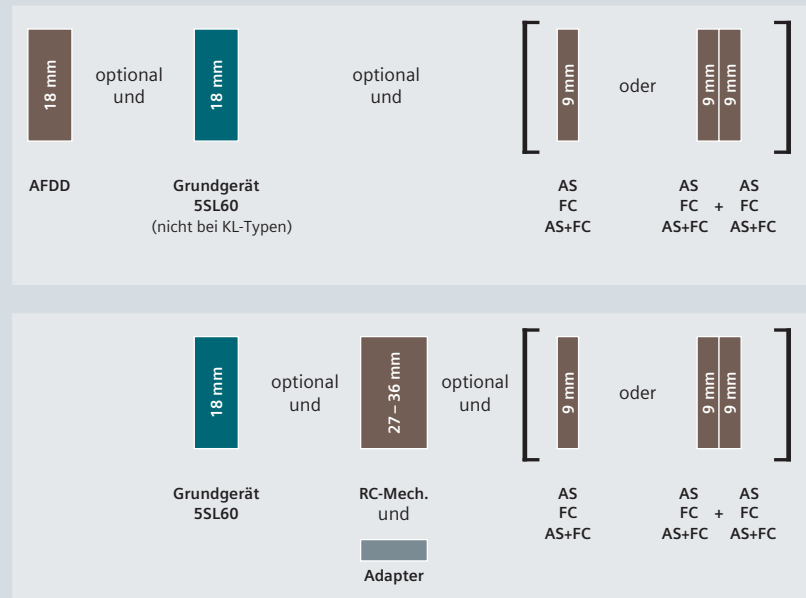 18 mm
optional
und
18 mm
optional
und
9 mm
oder
9 mm
9 mm
AFDD
Grundgerät
5SL60
(nicht bei KL-Typen)
AS
FC
AS+FC
AS AS
FC + FC
AS+FC AS+FC
18 mm
optional
und
27 – 36 mm
optional
und
9 mm
oder
9 mm
9 mm
Grundgerät
5SL60
RC-Mech.
und
Adapter
AS
FC
AS+FC
AS AS
FC + FC
AS+FC AS+FC